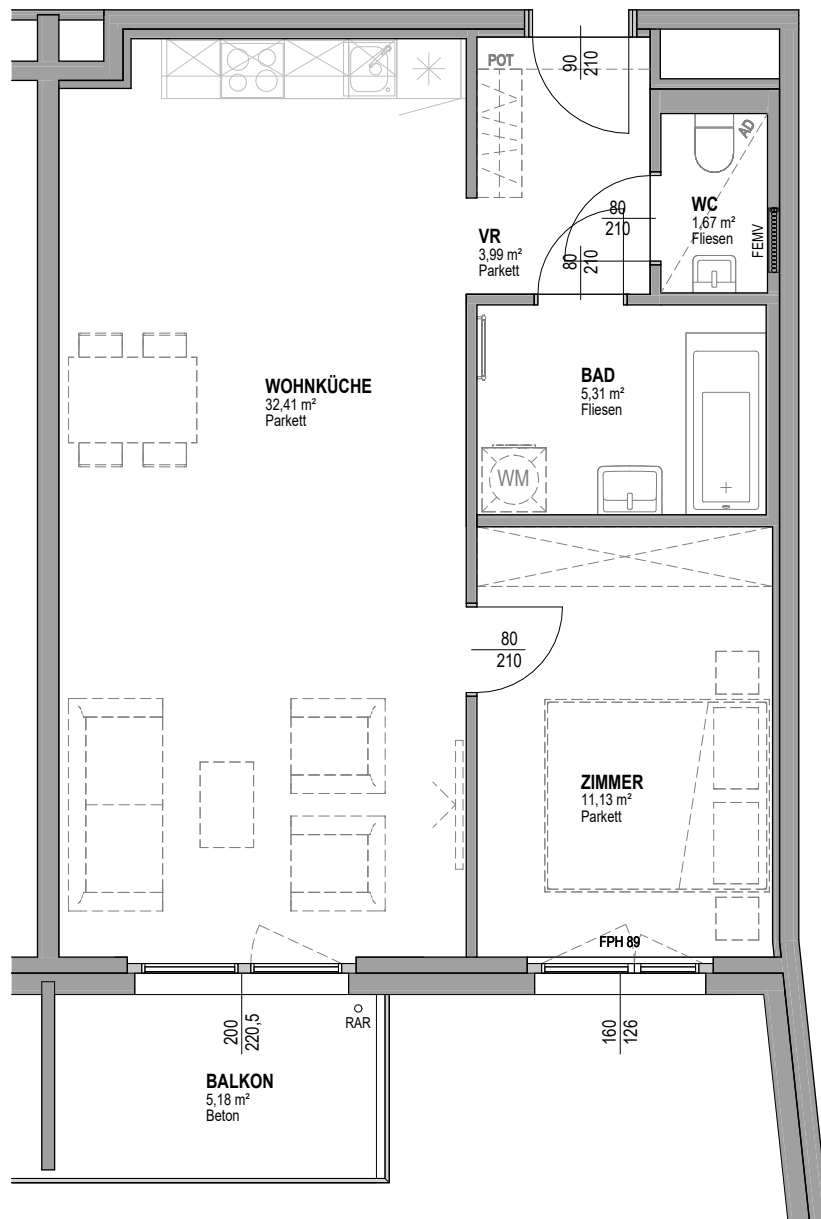 POT
90
210
AD
WC
1,67 m²
Fliesen
FEMV
80
210
VR
3,99 m²
Parkett
80
210
WOHNKÜCHE
32,41 m²
Parkett
BAD
5,31 m²
Fliesen
WM
80
210
ZIMMER
11,13 m²
Parkett
FPH 89
200
220,5
RAR
160
126
BALKON
5,18 m²
Beton